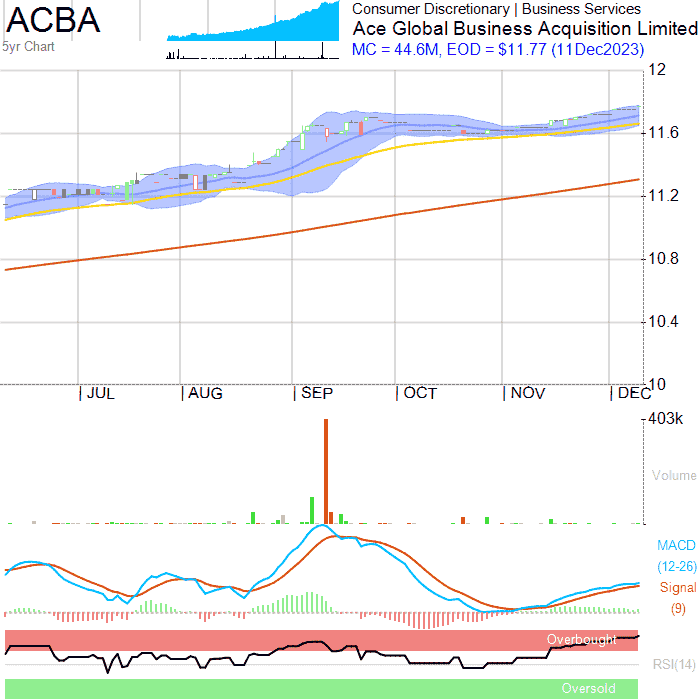 ACBA
5yr Chart
Consumer Discretionary | Business Services
Ace Global Business Acquisition Limited
MC = 44.6M, EOD = $11.77 (11Dec2023)
12
11.6
11.2
10.8
10.4
10
JUL AUG SEP OCT NOV DEC
403k
Volume
MACD
(12-26)
Signal
(9)
Overbought
RSI(14)
Oversold